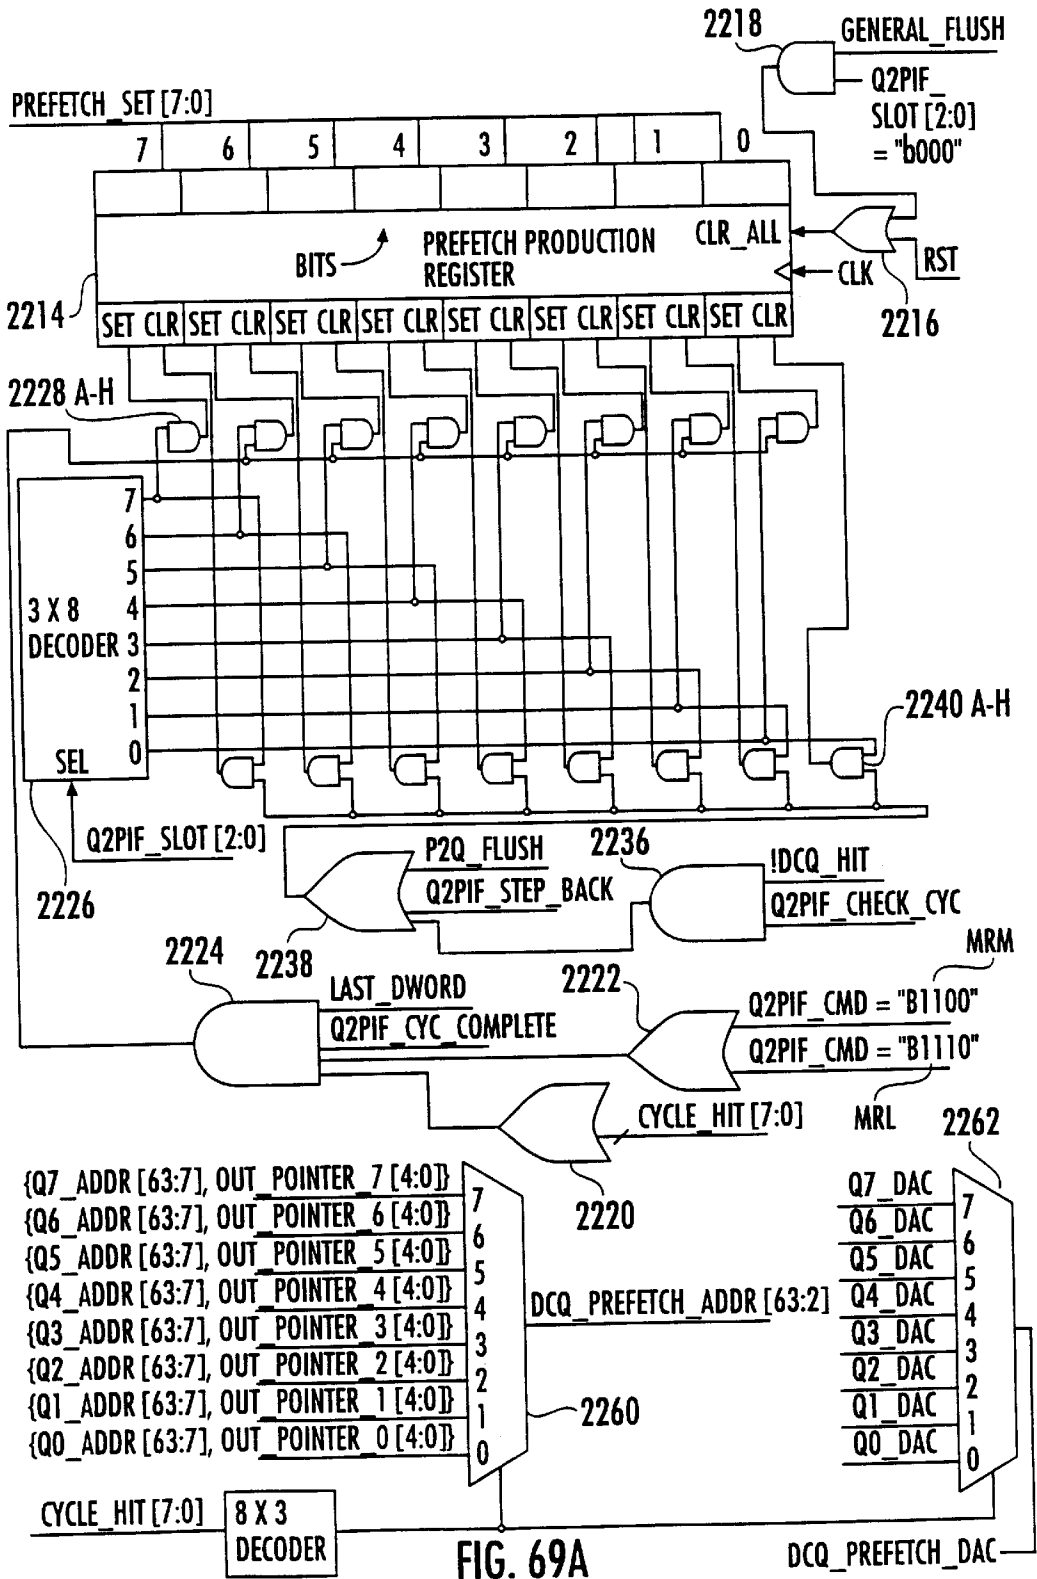 2218
GENERAL_FLUSH
Q2PIF_
SLOT [2:0]
= "b000"
PREFETCH_SET [7:0]
7 6 5 4 3 2 1 0
CLR_ALL
BITS
PREFETCH PRODUCTION
REGISTER
CLK
RST
2214
2216
SET CLR SET CLR SET CLR SET CLR SET CLR SET CLR SET CLR SET CLR
2228 A-H
7
6
5
4
3
2
1
0
3 X 8
DECODER
SEL
2240 A-H
Q2PIF_SLOT [2:0]
2226
P2Q_FLUSH
Q2PIF_STEP_BACK
2238
2236
!DCQ_HIT
Q2PIF_CHECK_CYC
2224
LAST_DWORD
Q2PIF_CYC_COMPLETE
2222
MRM
Q2PIF_CMD = "B1100"
Q2PIF_CMD = "B1110"
MRL
CYCLE_HIT [7:0]
2220
{Q7_ADDR [63:7], OUT_POINTER_7 [4:0]} 7
{Q6_ADDR [63:7], OUT_POINTER_6 [4:0]} 6
{Q5_ADDR [63:7], OUT_POINTER_5 [4:0]} 5
{Q4_ADDR [63:7], OUT_POINTER_4 [4:0]} 4
{Q3_ADDR [63:7], OUT_POINTER_3 [4:0]} 3
{Q2_ADDR [63:7], OUT_POINTER_2 [4:0]} 2
{Q1_ADDR [63:7], OUT_POINTER_1 [4:0]} 1
{Q0_ADDR [63:7], OUT_POINTER_0 [4:0]} 0
DCQ_PREFETCH_ADDR [63:2]
2260
2262
Q7_DAC 7
Q6_DAC 6
Q5_DAC 5
Q4_DAC 4
Q3_DAC 3
Q2_DAC 2
Q1_DAC 1
Q0_DAC 0
CYCLE_HIT [7:0]
8 X 3
DECODER
DCQ_PREFETCH_DAC
FIG. 69A